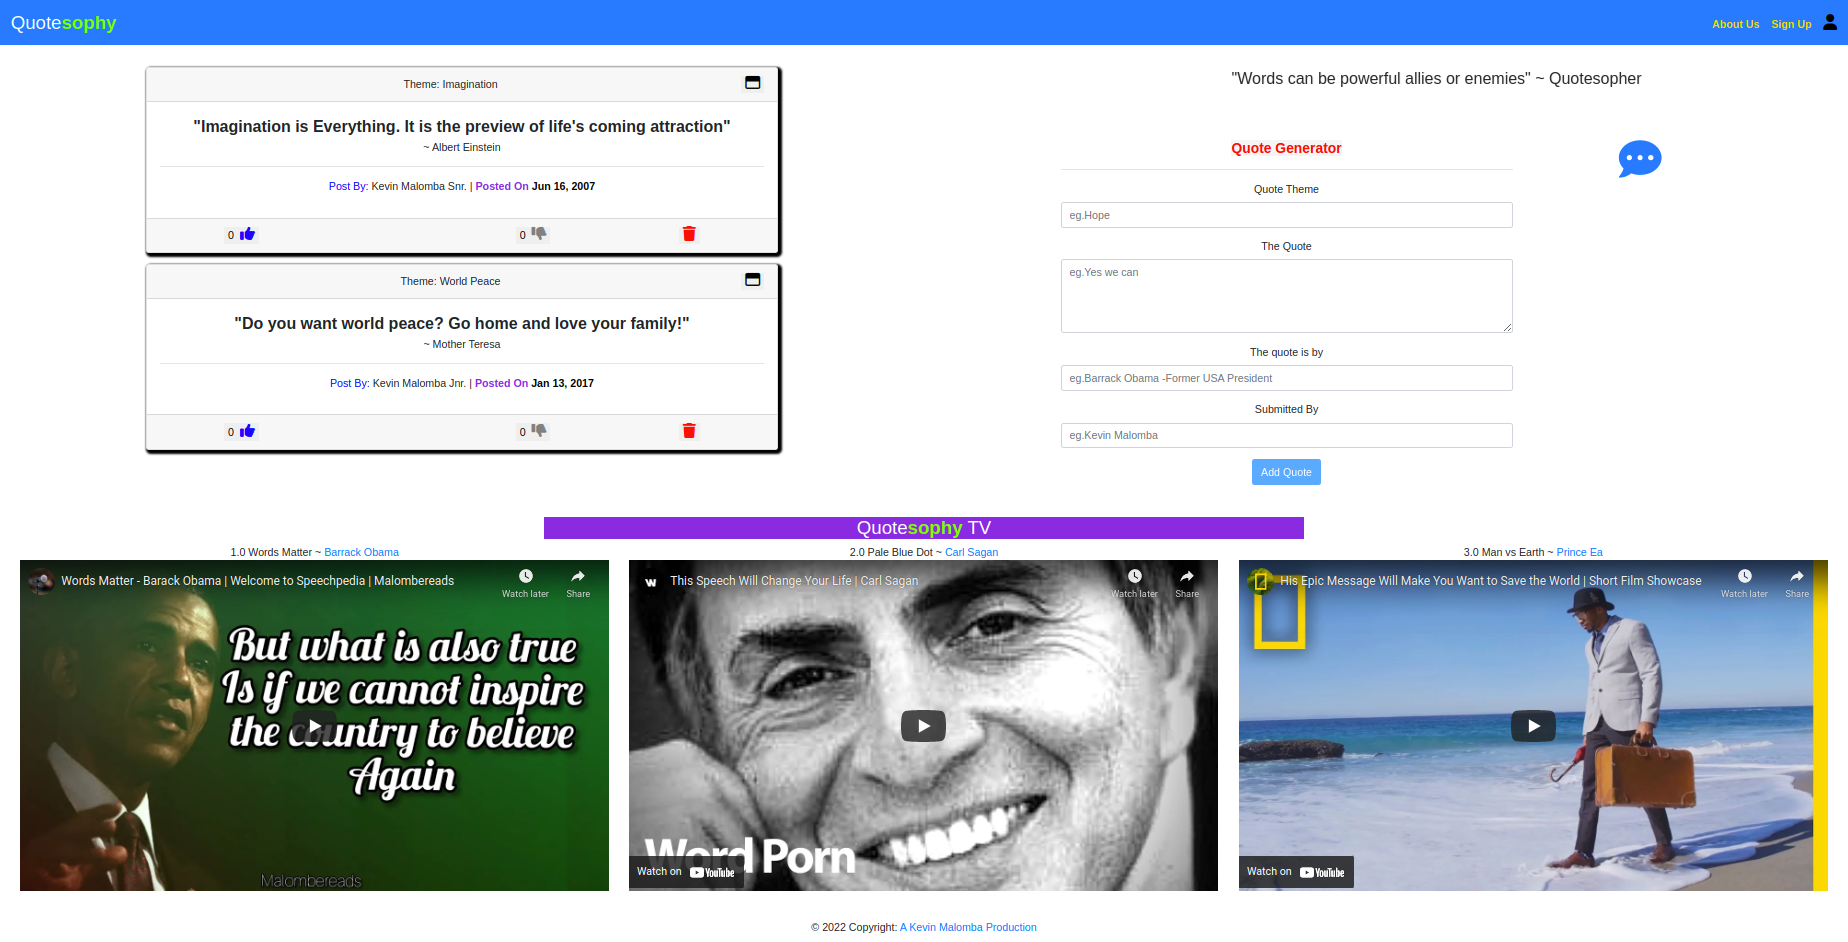 Quotesophy
About Us
Sign Up
Theme: Imagination
"Imagination is Everything. It is the preview of life's coming attraction"
~ Albert Einstein
Post By: Kevin Malomba Snr. | Posted On Jun 16, 2007
0
0
Theme: World Peace
"Do you want world peace? Go home and love your family!"
~ Mother Teresa
Post By: Kevin Malomba Jnr. | Posted On Jan 13, 2017
0
0
"Words can be powerful allies or enemies" ~ Quotesopher
Quote Generator
Quote Theme
eg.Hope
The Quote
eg.Yes we can
The quote is by
eg.Barrack Obama -Former USA President
Submitted By
eg.Kevin Malomba
Add Quote
Quotesophy TV
1.0 Words Matter ~ Barrack Obama
Words Matter - Barack Obama | Welcome to Speechpedia | Malombereads
Watch later
Share
But what is also true
Is if we cannot inspire
the country to believe
Again
Malombereads
2.0 Pale Blue Dot ~ Carl Sagan
W
This Speech Will Change Your Life | Carl Sagan
Watch later
Share
Word Porn
Watch on YouTube
3.0 Man vs Earth ~ Prince Ea
His Epic Message Will Make You Want to Save the World | Short Film Showcase
Watch later
Share
Watch on YouTube
© 2022 Copyright: A Kevin Malomba Production